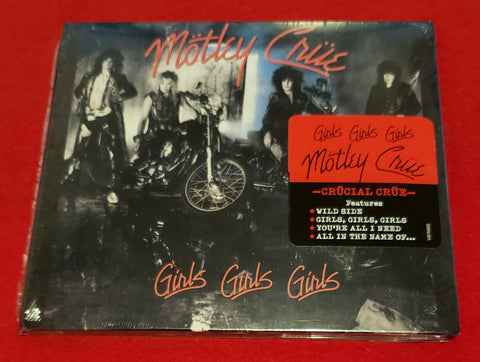 Mötley Crüe
Girls Girls Girls
Mötley Crüe
–CRÜCIAL CRÜE–
Features
★WILD SIDE
★GIRLS, GIRLS, GIRLS
★YOU'RE ALL I NEED
★ALL IN THE NAME OF...
Girls Girls Girls